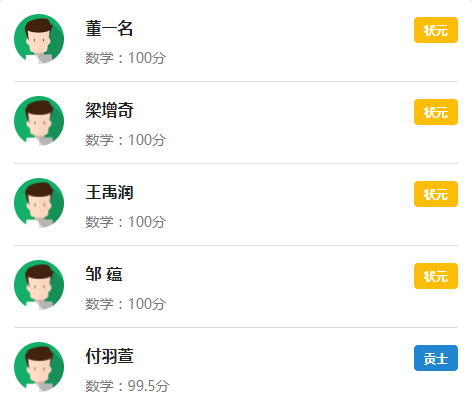 董一名
状元
数学：100分
梁增奇
状元
数学：100分
王禹润
状元
数学：100分
邹 蕴
状元
数学：100分
付羽萱
贡士
数学：99.5分